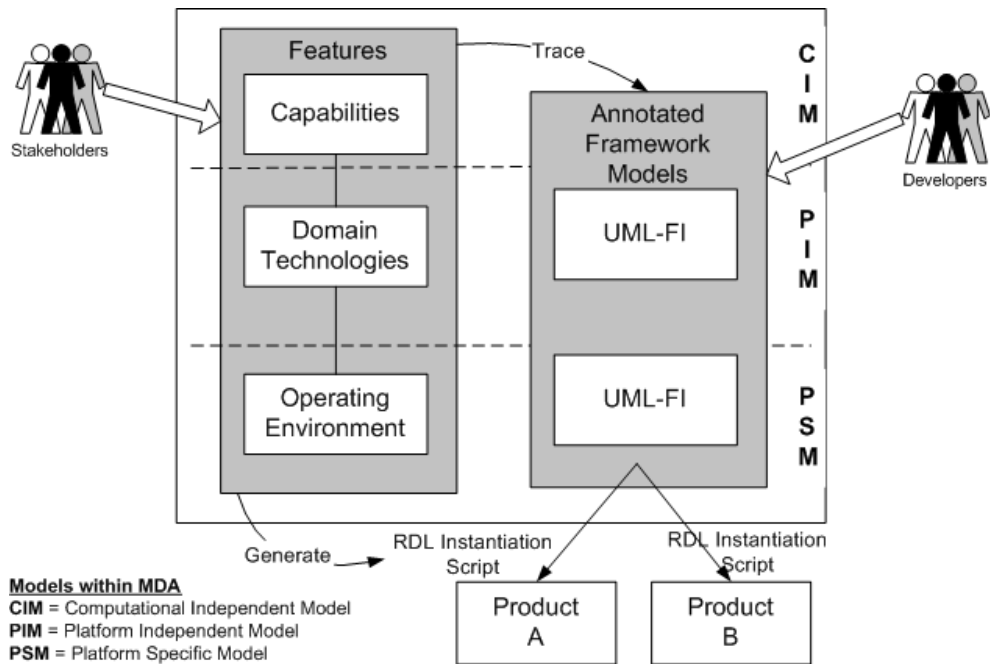 Features
Trace
Capabilities
Domain
Technologies
Operating
Environment
Annotated
Framework
Models
UML-FI
UML-FI
C
I
M
P
I
M
P
S
M
Stakeholders
Developers
Generate
RDL Instantiation
Script
RDL Instantiation
Script
Product
A
Product
B
Models within MDA
CIM = Computational Independent Model
PIM = Platform Independent Model
PSM = Platform Specific Model